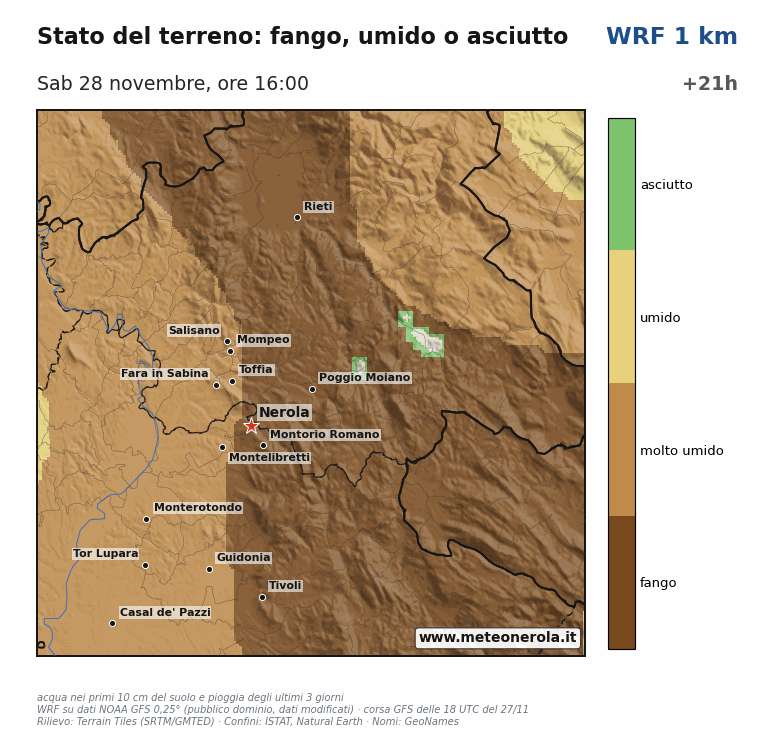 Stato del terreno: fango, umido o asciutto
WRF 1 km
Sab 28 novembre, ore 16:00
+21h
asciutto
Rieti
umido
Salisano
Mompeo
Fara in Sabina
Toffia
Poggio Moiano
Nerola
Montorio Romano
molto umido
Montelibretti
Monterotondo
Tor Lupara
Guidonia
fango
Tivoli
Casal de' Pazzi
www.meteonerola.it
acqua nei primi 10 cm del suolo e pioggia degli ultimi 3 giorni
WRF su dati NOAA GFS 0,25° (pubblico dominio, dati modificati) · corsa GFS delle 18 UTC del 27/11
Rilievo: Terrain Tiles (SRTM/GMTED) · Confini: ISTAT, Natural Earth · Nomi: GeoNames